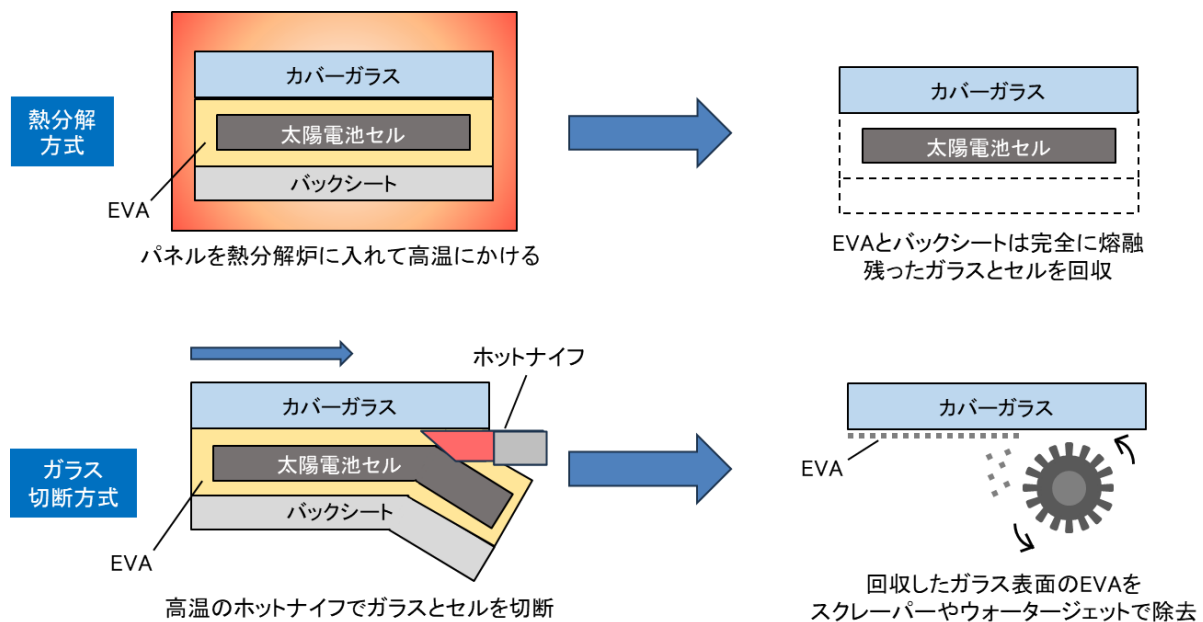 熱分解
方式
カバーガラス
太陽電池セル
バックシート
EVA
パネルを熱分解炉に入れて高温にかける
カバーガラス
太陽電池セル
EVAとバックシートは完全に熔融
残ったガラスとセルを回収
ガラス
切断方式
ホットナイフ
カバーガラス
太陽電池セル
バックシート
EVA
高温のホットナイフでガラスとセルを切断
カバーガラス
EVA
回収したガラス表面のEVAを
スクレーパーやウォータージェットで除去